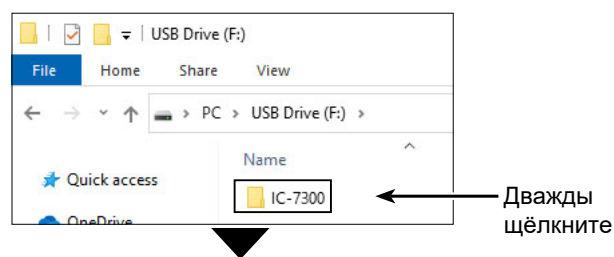 USB Drive (F:)
File Home Share View
PC > USB Drive (F:) >
Name
Quick access
IC-7300
Дважды
щёлкните
OneDrive